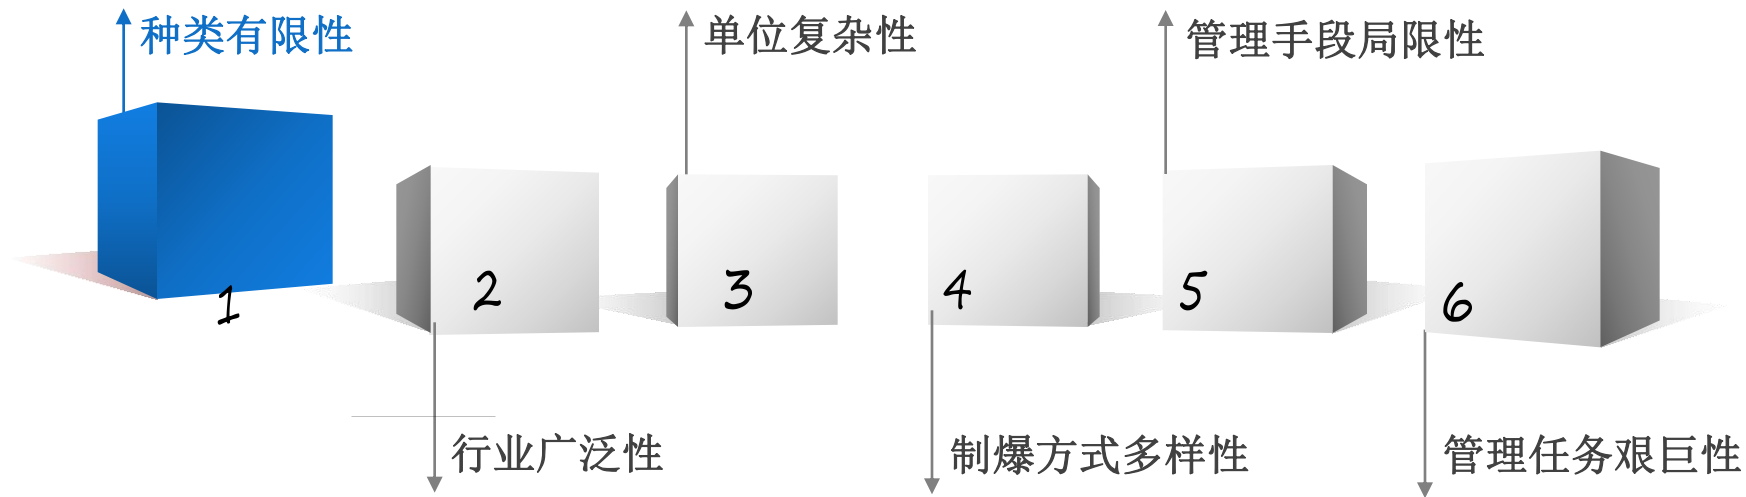 种类有限性
单位复杂性
管理手段局限性
1
2
3
4
5
6
行业广泛性
制爆方式多样性
管理任务艰巨性